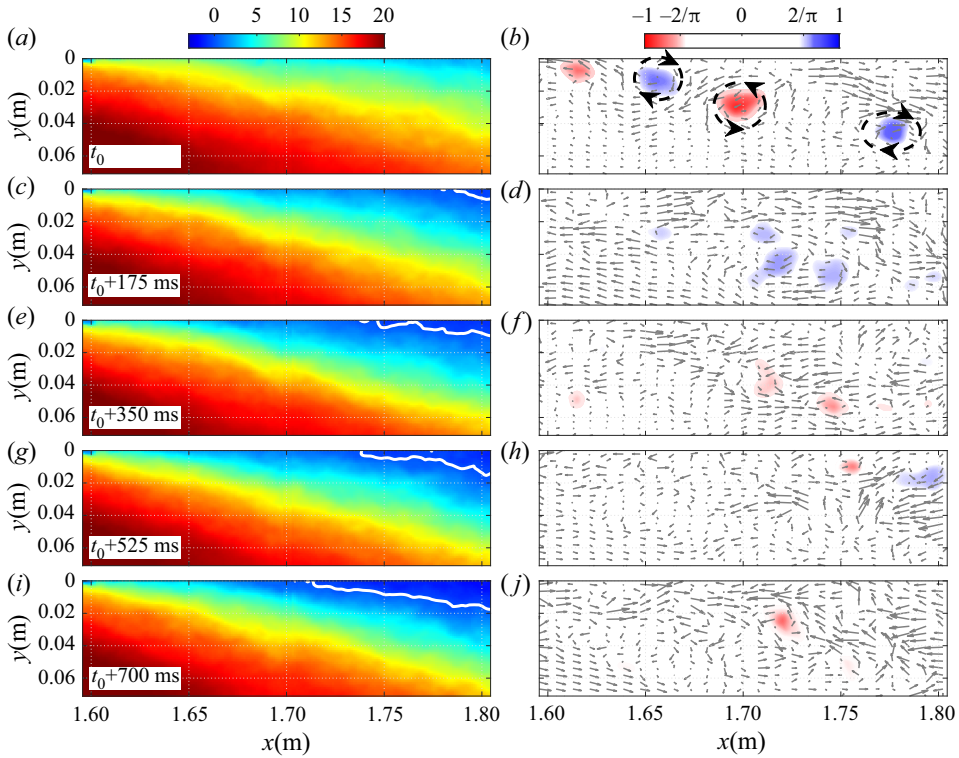 0 5 10 15 20
−1 −2/π 0 2/π 1
(a) (b)
0
0.02
0.04
0.06
y(m)
t0
(c) (d)
0
0.02
0.04
0.06
y(m)
t0+175 ms
(e) (f)
0
0.02
0.04
0.06
y(m)
t0+350 ms
(g) (h)
0
0.02
0.04
0.06
y(m)
t0+525 ms
(i) (j)
0
0.02
0.04
0.06
y(m)
t0+700 ms
1.60 1.65 1.70 1.75 1.80
1.60 1.65 1.70 1.75 1.80
x(m) x(m)